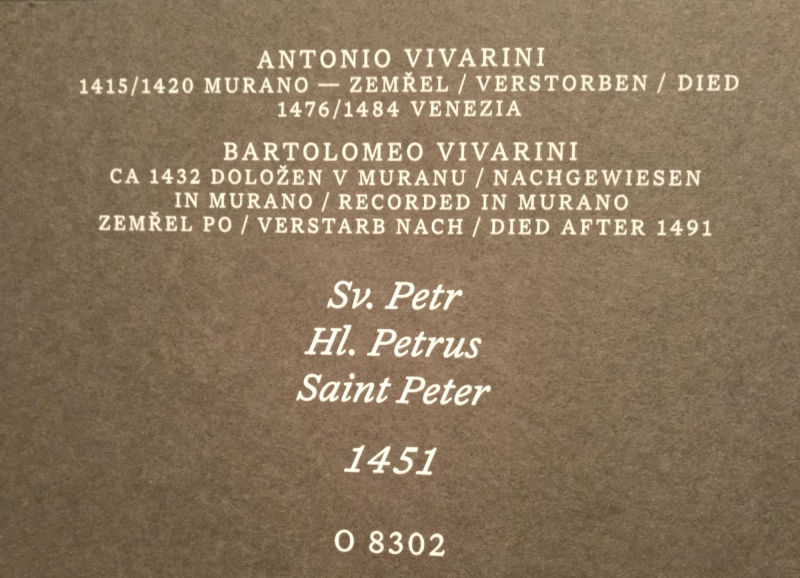 ANTONIO VIVARINI
1415/1420 MURANO — ZEMŘEL / VERSTORBEN / DIED
1476/1484 VENEZIA
BARTOLOMEO VIVARINI
CA 1432 DOLOŽEN V MURANU / NACHGEWIESEN
IN MURANO / RECORDED IN MURANO
ZEMŘEL PO / VERSTARB NACH / DIED AFTER 1491
Sv. Petr
Hl. Petrus
Saint Peter
1451
O 8302